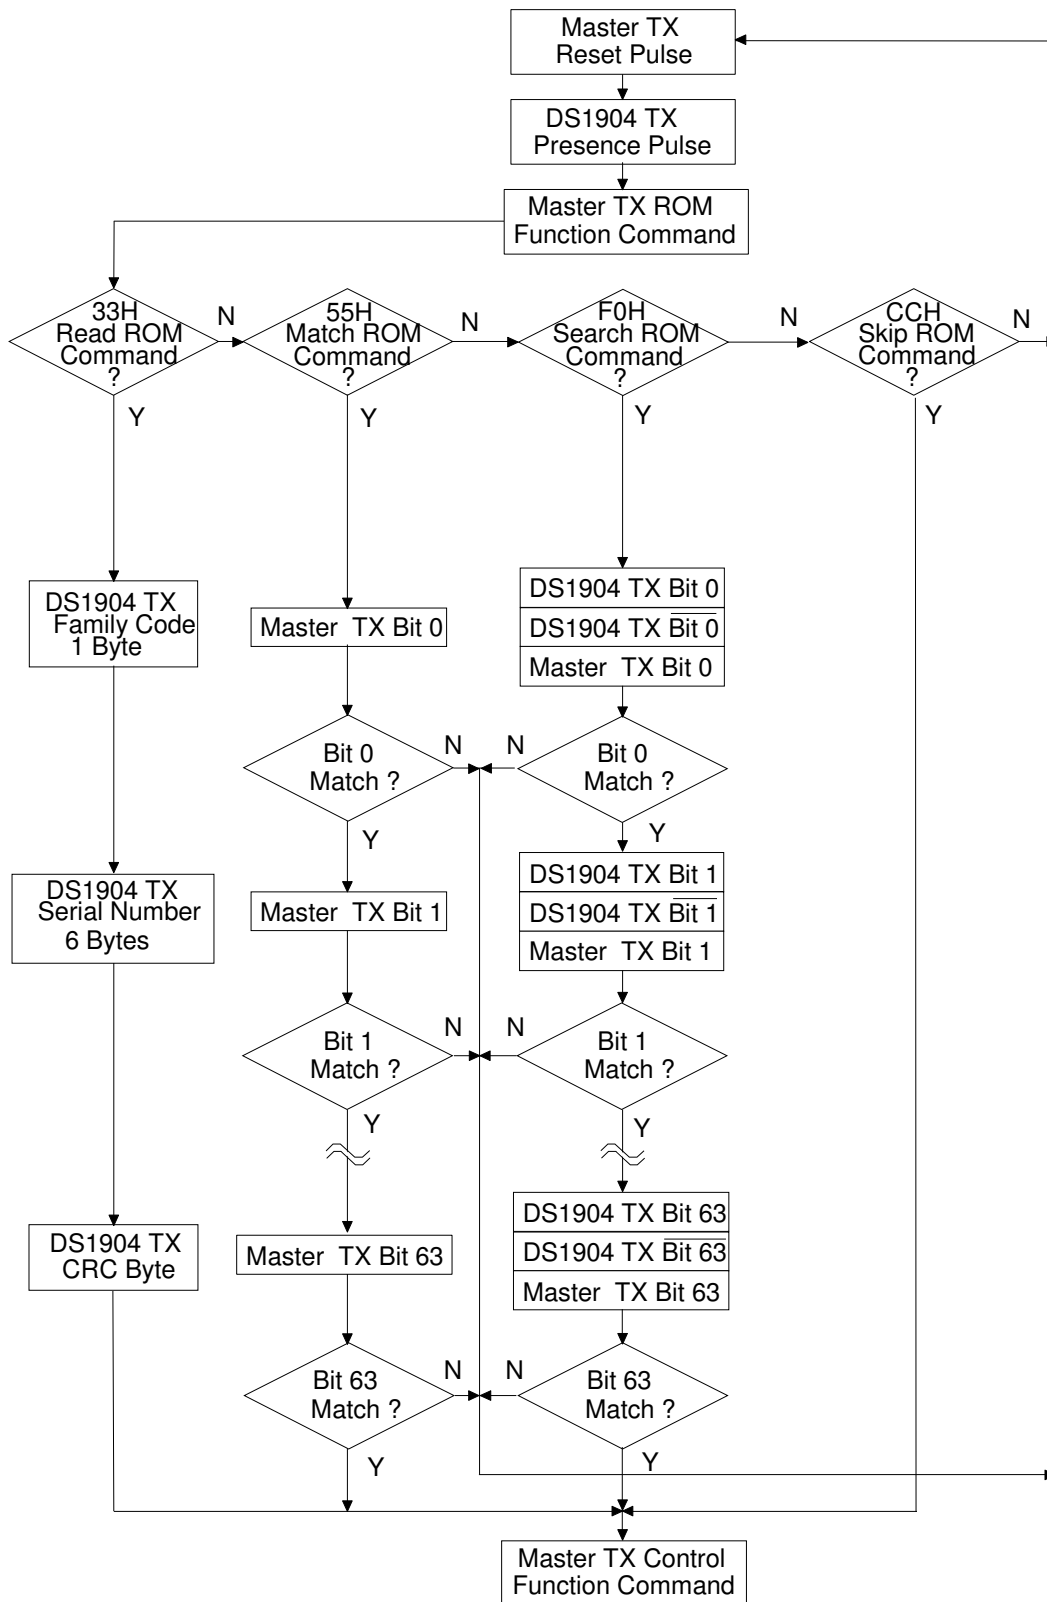 Master TX
Reset Pulse
DS1904 TX
Presence Pulse
Master TX ROM
Function Command
33H
Read ROM
Command
?
N
Y
55H
Match ROM
Command
?
N
Y
F0H
Search ROM
Command
?
N
Y
CCH
Skip ROM
Command
?
N
Y
DS1904 TX
Family Code
1 Byte
DS1904 TX
Serial Number
6 Bytes
DS1904 TX
CRC Byte
Master TX Bit 0
Bit 0
Match ?
N
Y
Master TX Bit 1
Bit 1
Match ?
N
Y
Master TX Bit 63
Bit 63
Match ?
N
Y
DS1904 TX Bit 0
DS1904 TX B̅i̅t̅ ̅0̅
Master TX Bit 0
Bit 0
Match ?
N
Y
DS1904 TX Bit 1
DS1904 TX B̅i̅t̅ ̅1̅
Master TX Bit 1
Bit 1
Match ?
N
Y
DS1904 TX Bit 63
DS1904 TX B̅i̅t̅ ̅6̅3̅
Master TX Bit 63
Bit 63
Match ?
N
Y
Master TX Control
Function Command